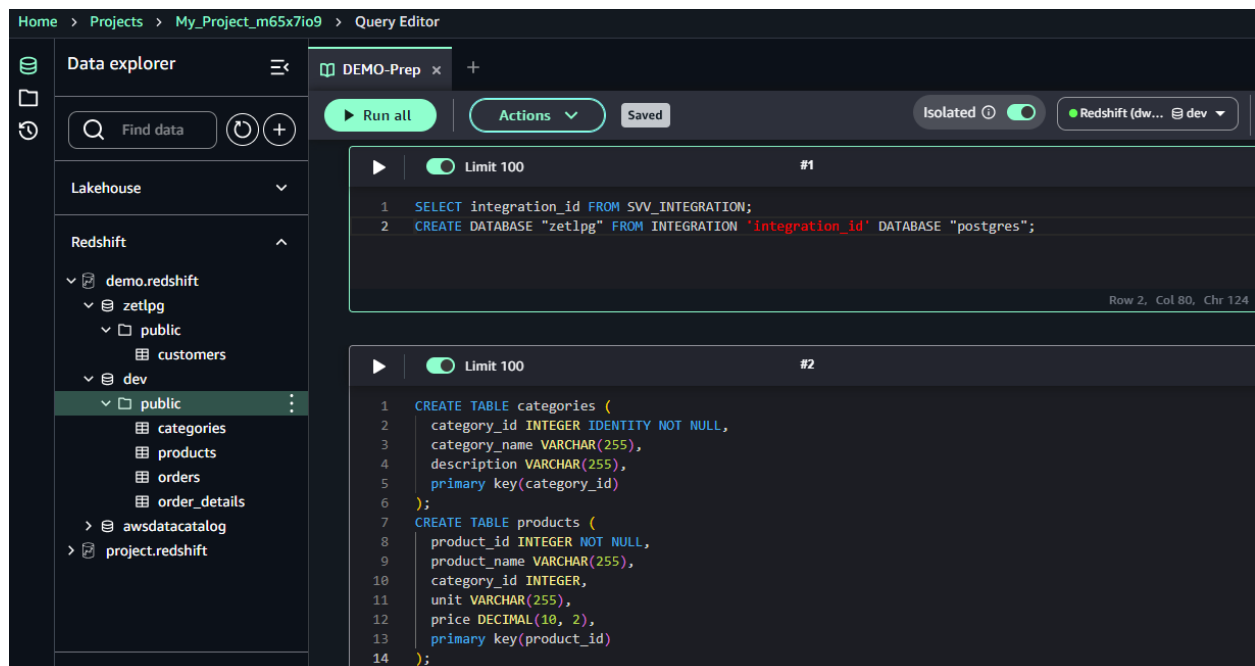 Home > Projects > My_Project_m65x7io9 > Query Editor
Data explorer
Find data
Lakehouse
Redshift
demo.redshift
zetlpg
public
customers
dev
public
categories
products
orders
order_details
awsdatacatalog
project.redshift
DEMO-Prep × +
Run all Actions Saved Isolated Redshift (dw... dev
Limit 100 #1
1 SELECT integration_id FROM SVV_INTEGRATION;
2 CREATE DATABASE "zetlpg" FROM INTEGRATION 'integration_id' DATABASE "postgres";
Row 2, Col 80, Chr 124
Limit 100 #2
1 CREATE TABLE categories (
2 category_id INTEGER IDENTITY NOT NULL,
3 category_name VARCHAR(255),
4 description VARCHAR(255),
5 primary key(category_id)
6 );
7 CREATE TABLE products (
8 product_id INTEGER NOT NULL,
9 product_name VARCHAR(255),
10 category_id INTEGER,
11 unit VARCHAR(255),
12 price DECIMAL(10, 2),
13 primary key(product_id)
14 );